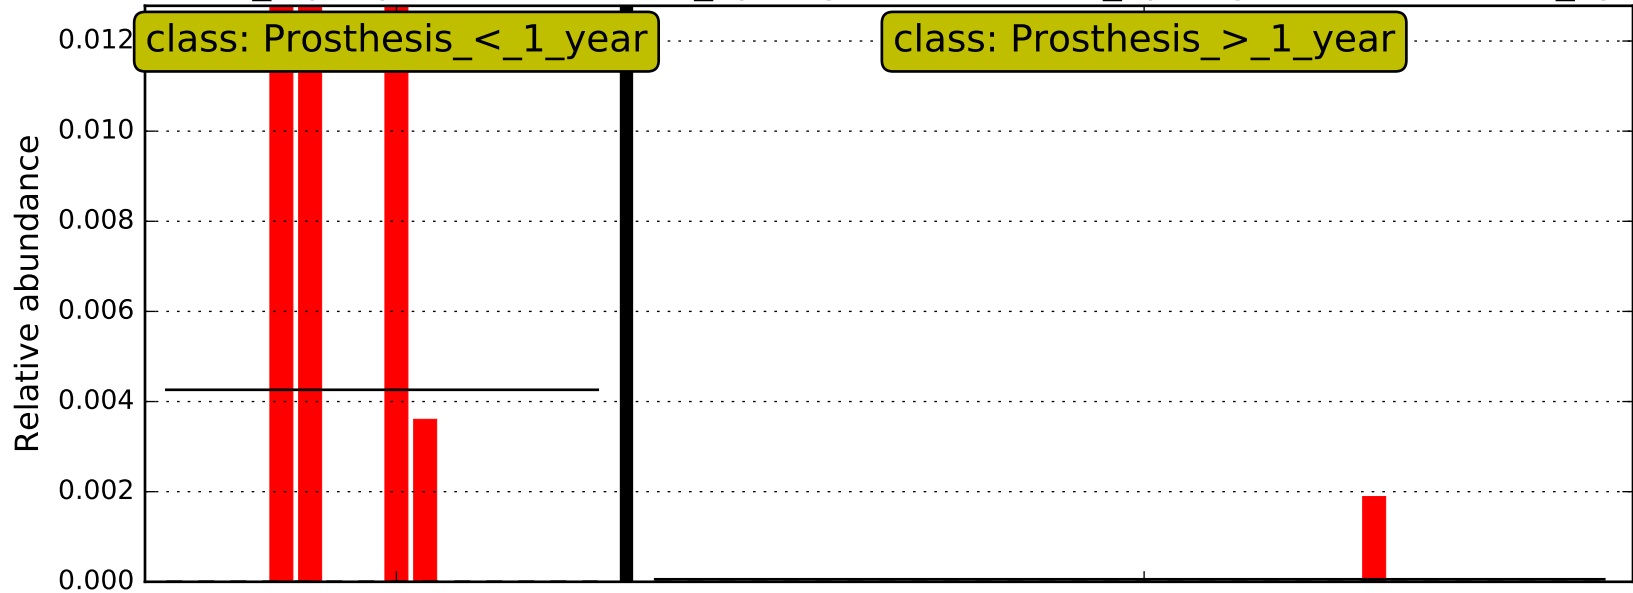 class: Prosthesis_<_1_year
class: Prosthesis_>_1_year
Relative abundance
0.012
0.010
0.008
0.006
0.004
0.002
0.000